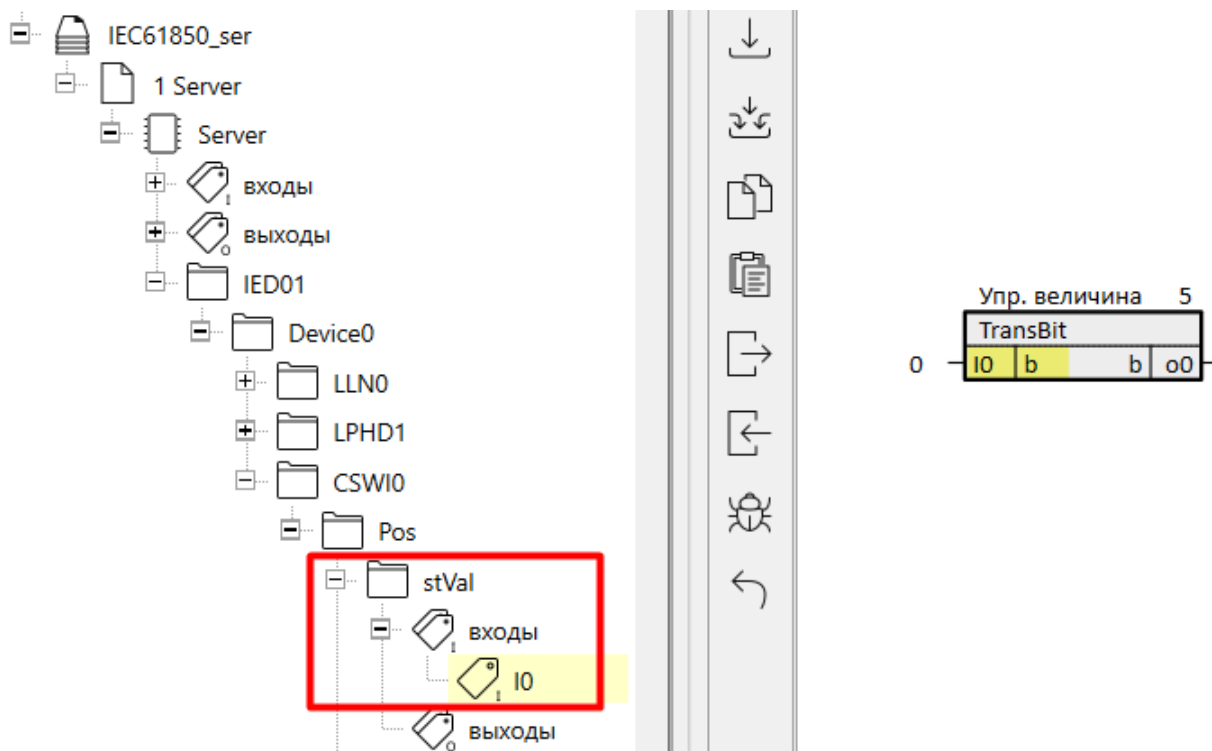 IEC61850_ser
1 Server
Server
входы
выходы
IED01
Device0
LLN0
LPHD1
CSWI0
Pos
stVal
входы
I0
выходы
Упр. величина 5
TransBit
0 I0 b b o0